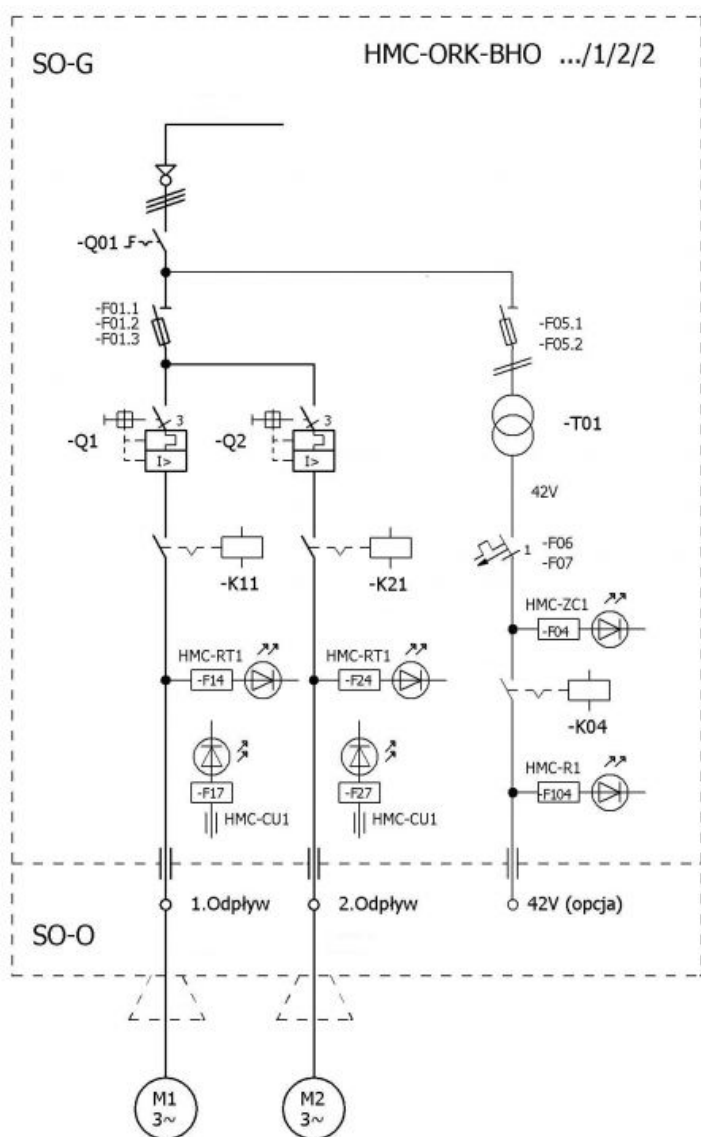 SO-G
HMC-ORK-BHO .../1/2/2
-Q01
-F01.1
-F01.2
-F01.3
-F05.1
-F05.2
-Q1
3
I>
-Q2
3
I>
-T01
42V
1
-F06
-F07
-K11
-K21
HMC-ZC1
-F04
HMC-RT1
-F14
HMC-RT1
-F24
-K04
-F17
HMC-CU1
-F27
HMC-CU1
HMC-R1
-F104
1.Odpływ
2.Odpływ
42V (opcja)
SO-O
M1
3~
M2
3~